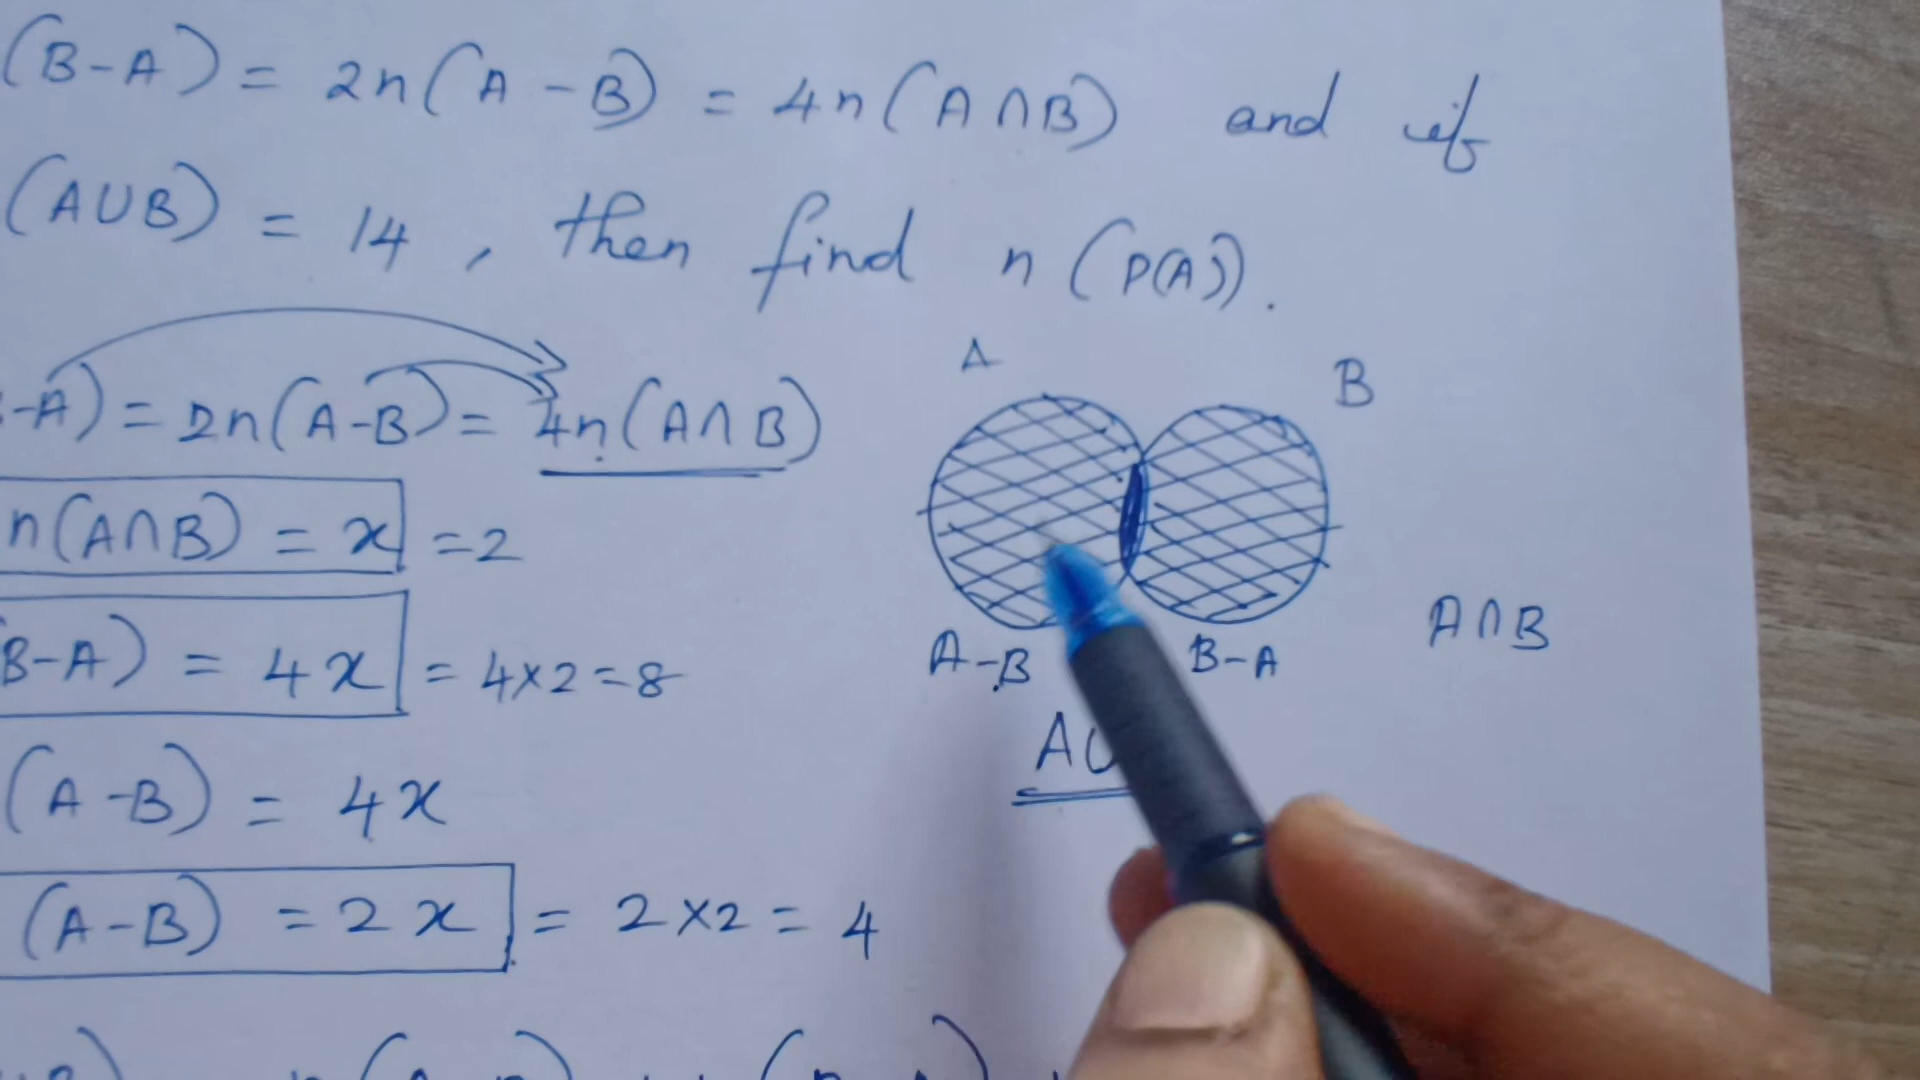 (B-A) = 2n(A-B) = 4n(A∩B) and if
(A∪B) = 14, then find n(P(A)).
A B
-A) = 2n(A-B) = 4n(A∩B)
n(A∩B) = x = 2
B-A) = 4x = 4×2=8
A-B B-A A∩B
A∪
(A-B) = 4x
(A-B) = 2x = 2×2 = 4